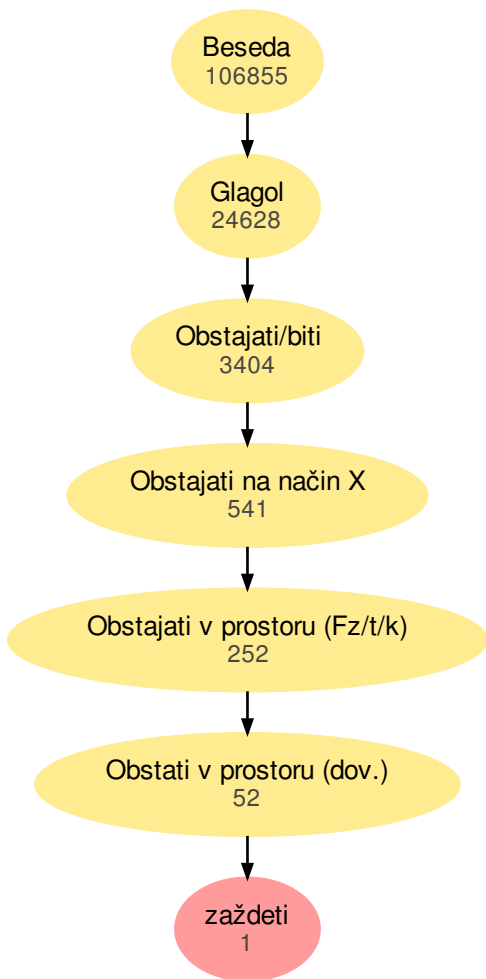 Beseda
106855
Glagol
24628
Obstajati/biti
3404
Obstajati na način X
541
Obstajati v prostoru (Fz/t/k)
252
Obstati v prostoru (dov.)
52
zaždeti
1